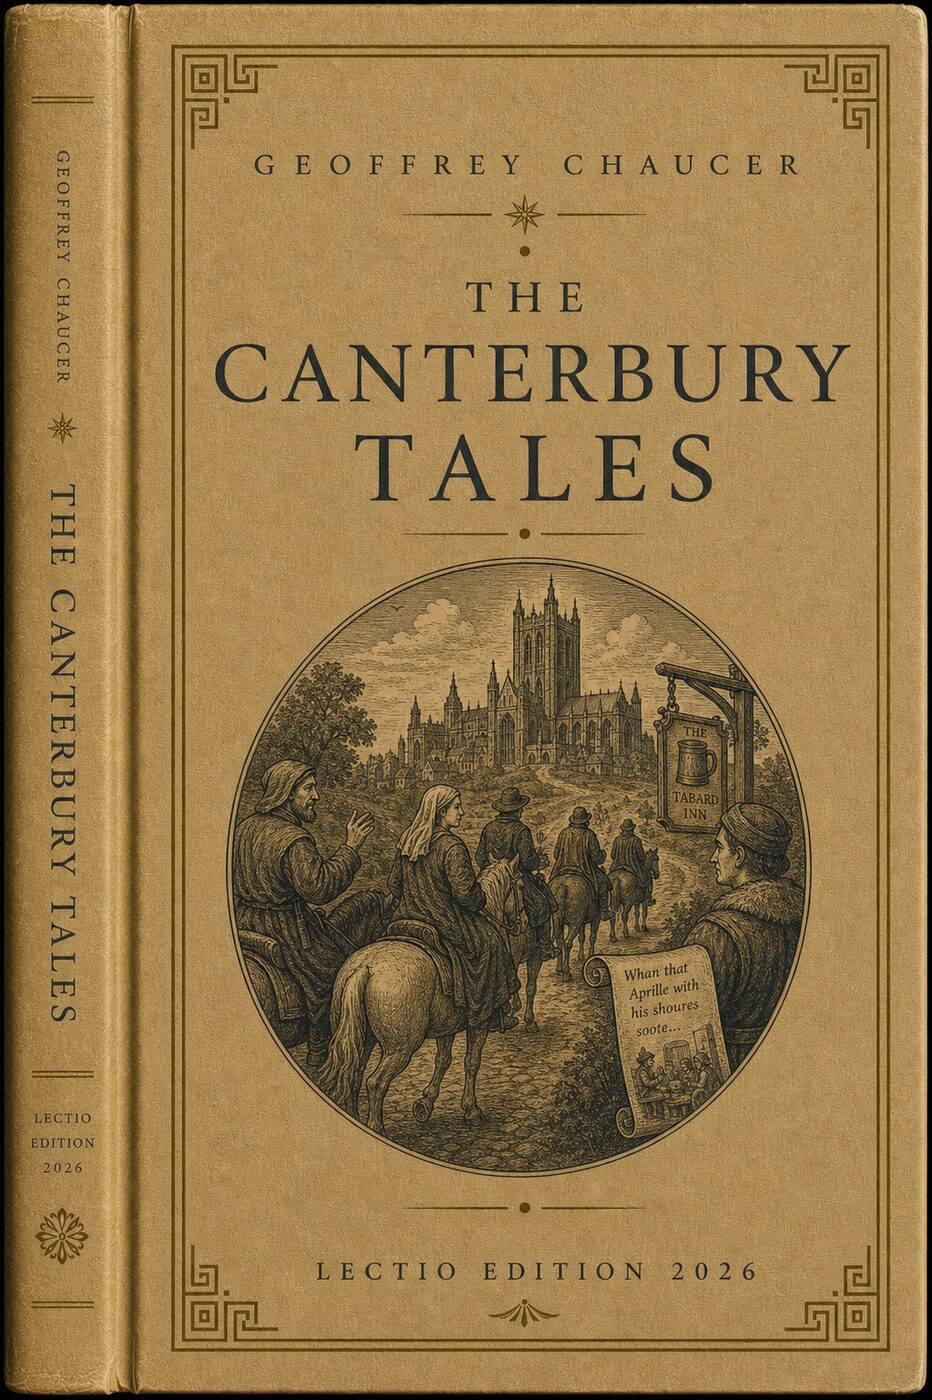 GEOFFREY CHAUCER
THE CANTERBURY TALES
LECTIO
EDITION
2026
GEOFFREY CHAUCER
THE
CANTERBURY
TALES
THE
TABARD
INN
Whan that
Aprille with
his shoures
soote...
LECTIO EDITION 2026